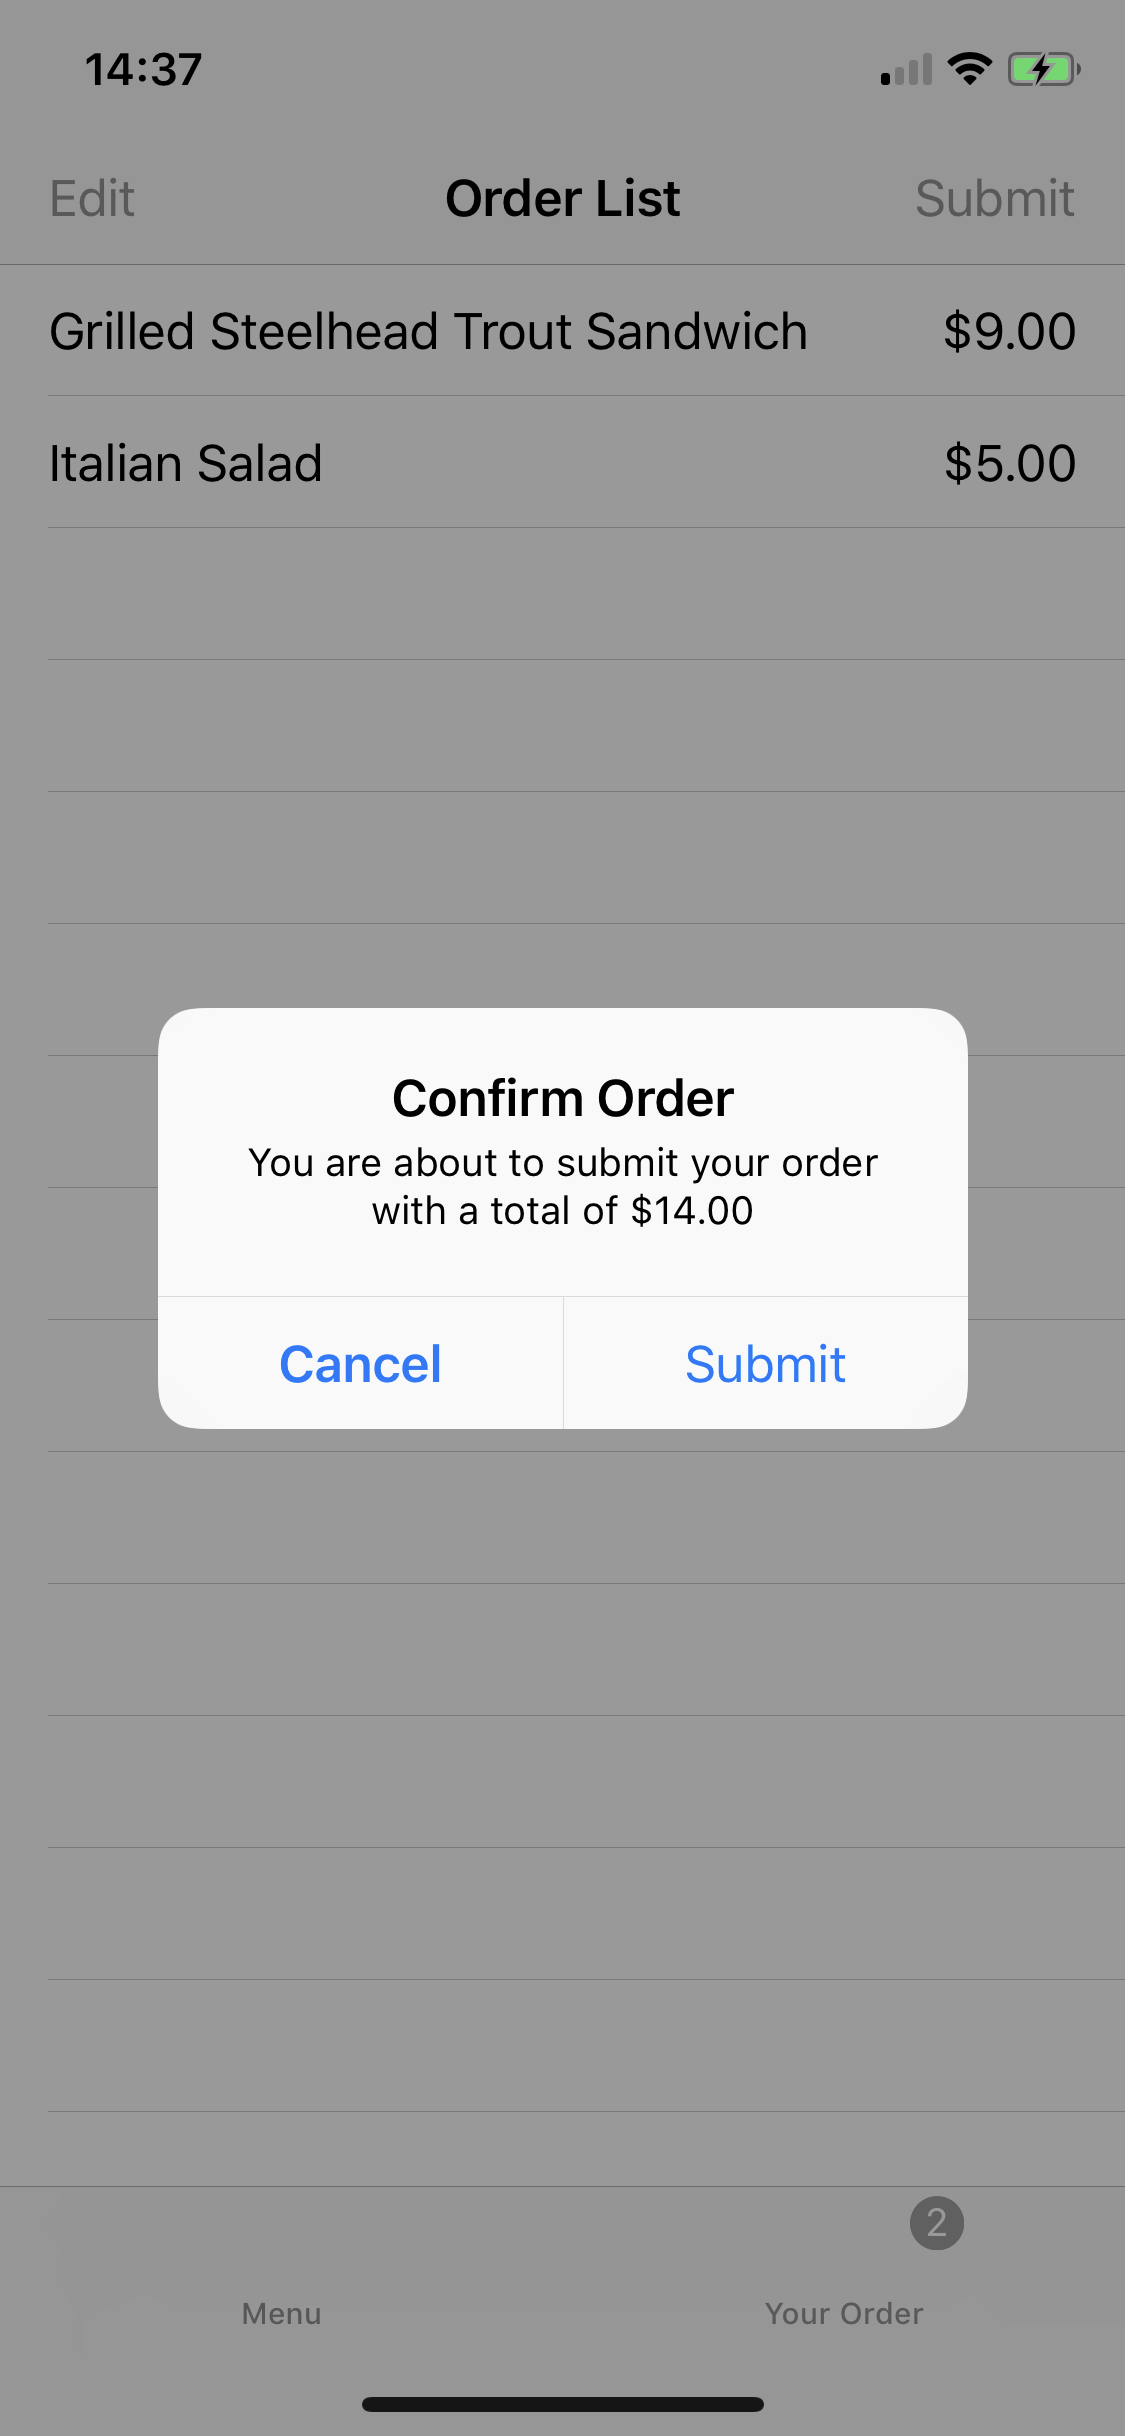 14:37
Edit
Order List
Submit
Grilled Steelhead Trout Sandwich
$9.00
Italian Salad
$5.00
Confirm Order
You are about to submit your order
with a total of $14.00
Cancel
Submit
2
Menu
Your Order